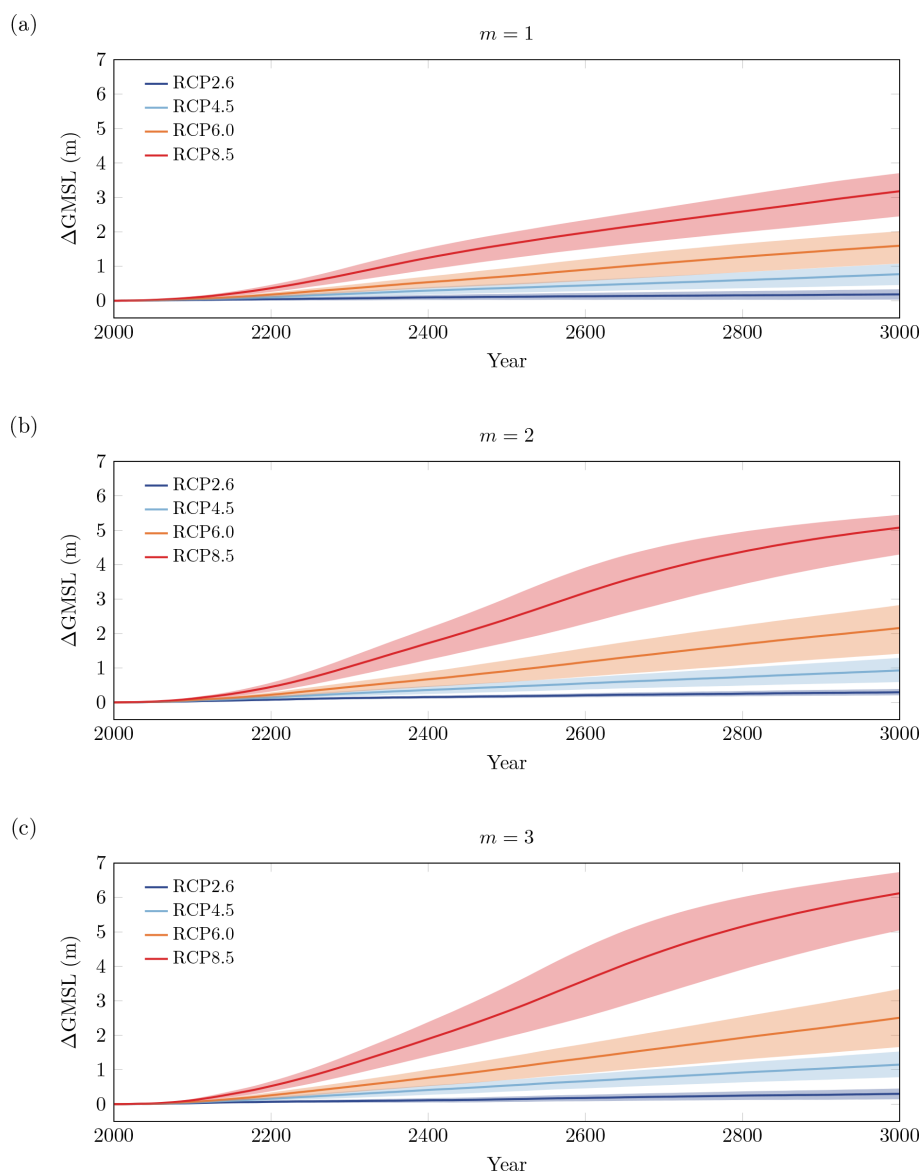 (a)
m = 1
7
6
5
4
3
2
1
0
ΔGMSL (m)
RCP2.6
RCP4.5
RCP6.0
RCP8.5
2000 2200 2400 2600 2800 3000
Year
(b)
m = 2
7
6
5
4
3
2
1
0
ΔGMSL (m)
RCP2.6
RCP4.5
RCP6.0
RCP8.5
2000 2200 2400 2600 2800 3000
Year
(c)
m = 3
7
6
5
4
3
2
1
0
ΔGMSL (m)
RCP2.6
RCP4.5
RCP6.0
RCP8.5
2000 2200 2400 2600 2800 3000
Year